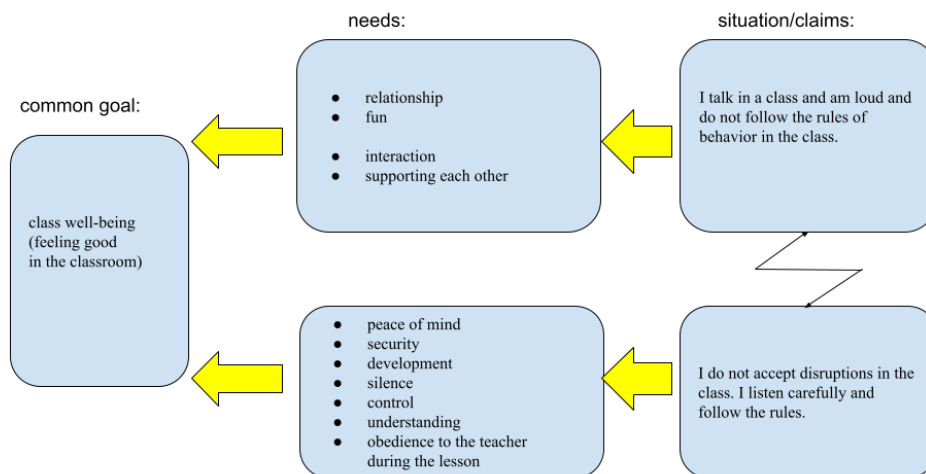 needs:
situation/claims:
common goal:
● relationship
● fun
● interaction
● supporting each other
I talk in a class and am loud and
do not follow the rules of
behavior in the class.
class well-being
(feeling good
in the classroom)
● peace of mind
● security
● development
● silence
● control
● understanding
● obedience to the teacher
during the lesson
I do not accept disruptions in the
class. I listen carefully and
follow the rules.